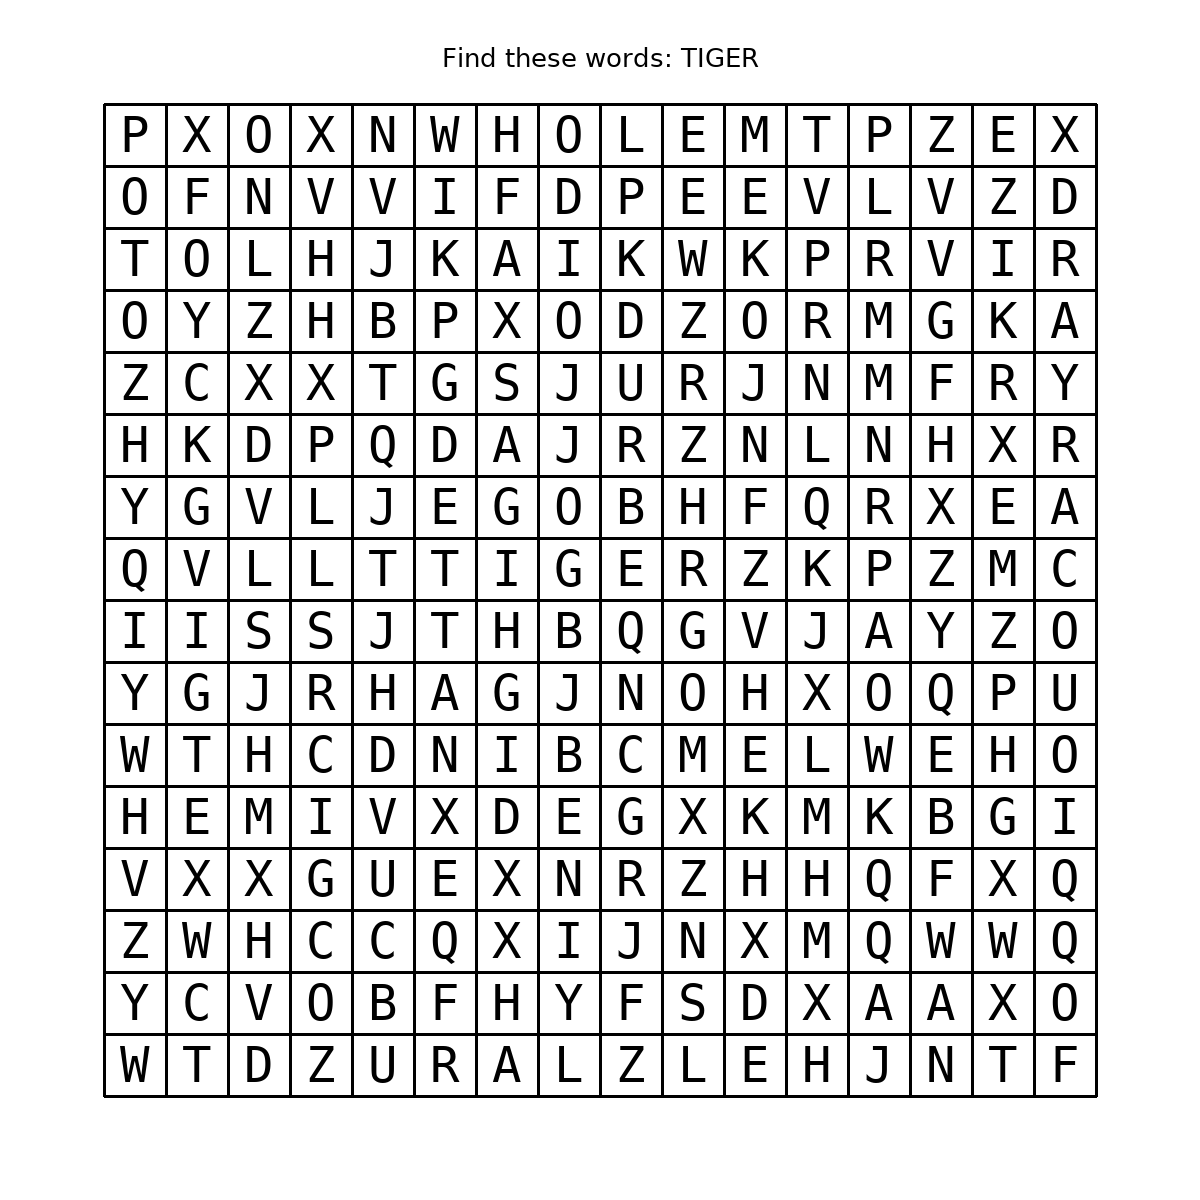 Find these words: TIGER
P X O X N W H O L E M T P Z E X
O F N V V I F D P E E V L V Z D
T O L H J K A I K W K P R V I R
O Y Z H B P X O D Z O R M G K A
Z C X X T G S J U R J N M F R Y
H K D P Q D A J R Z N L N H X R
Y G V L J E G O B H F Q R X E A
Q V L L T T I G E R Z K P Z M C
I I S S J T H B Q G V J A Y Z O
Y G J R H A G J N O H X O Q P U
W T H C D N I B C M E L W E H O
H E M I V X D E G X K M K B G I
V X X G U E X N R Z H H Q F X Q
Z W H C C Q X I J N X M Q W W Q
Y C V O B F H Y F S D X A A X O
W T D Z U R A L Z L E H J N T F